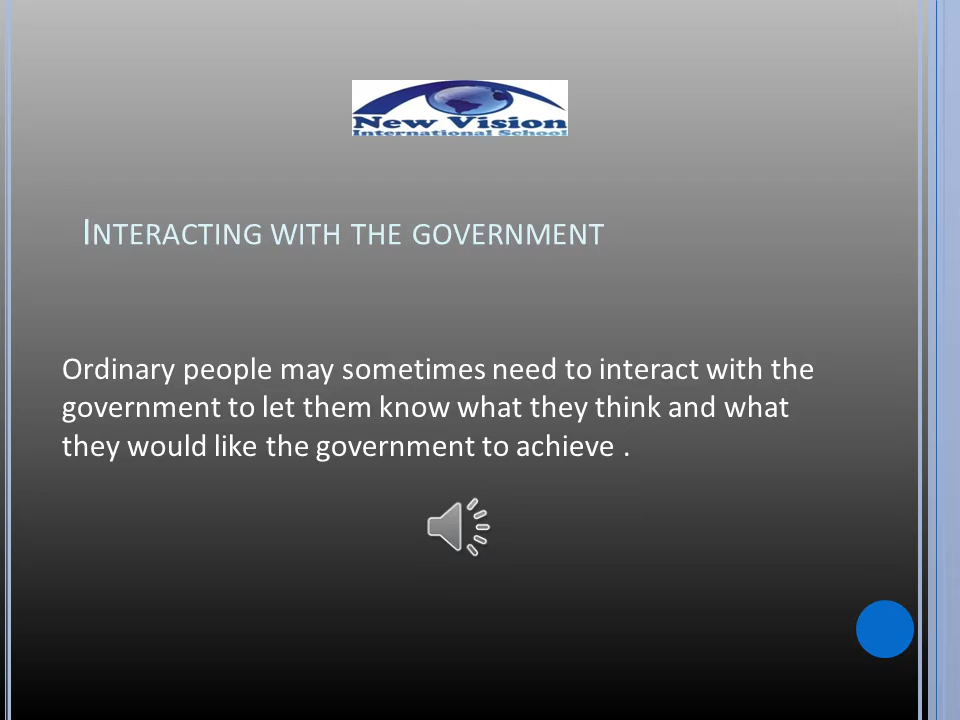 New Vision
International School
INTERACTING WITH THE GOVERNMENT
Ordinary people may sometimes need to interact with the
government to let them know what they think and what
they would like the government to achieve .